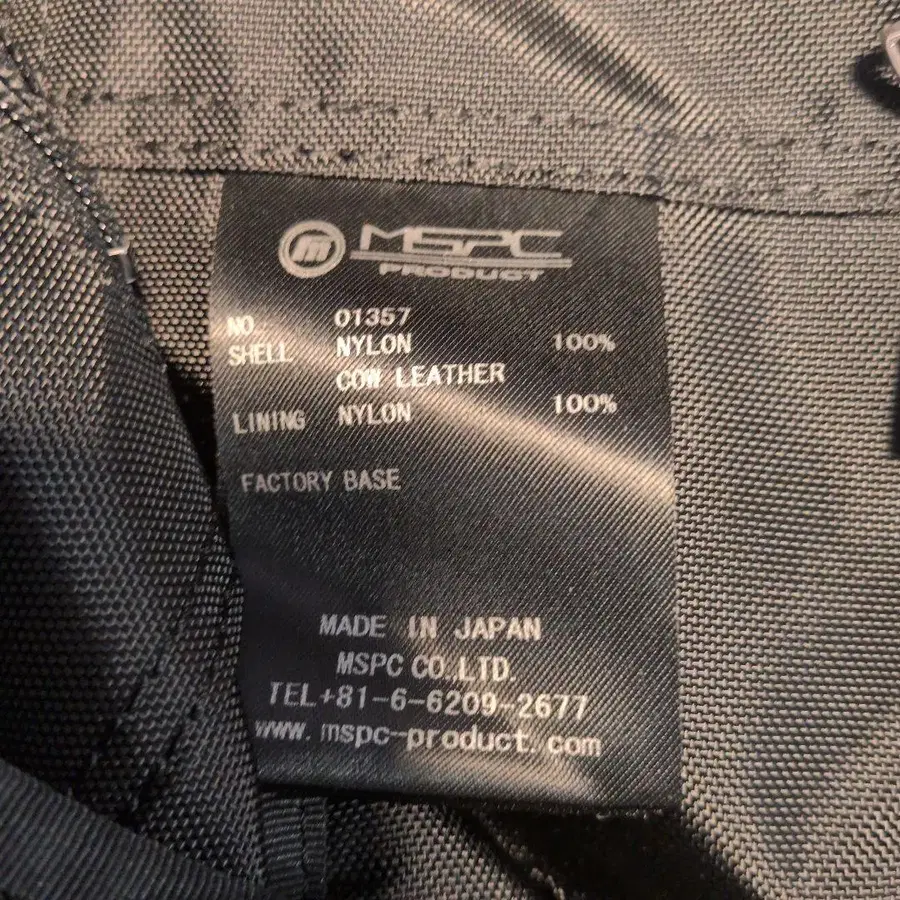 m MSPC
PRODUCT
NO. 01357
SHELL NYLON 100%
COW LEATHER
LINING NYLON 100%
FACTORY BASE
MADE IN JAPAN
MSPC CO.,LTD.
TEL+81-6-6209-2677
www.mspc-product.com